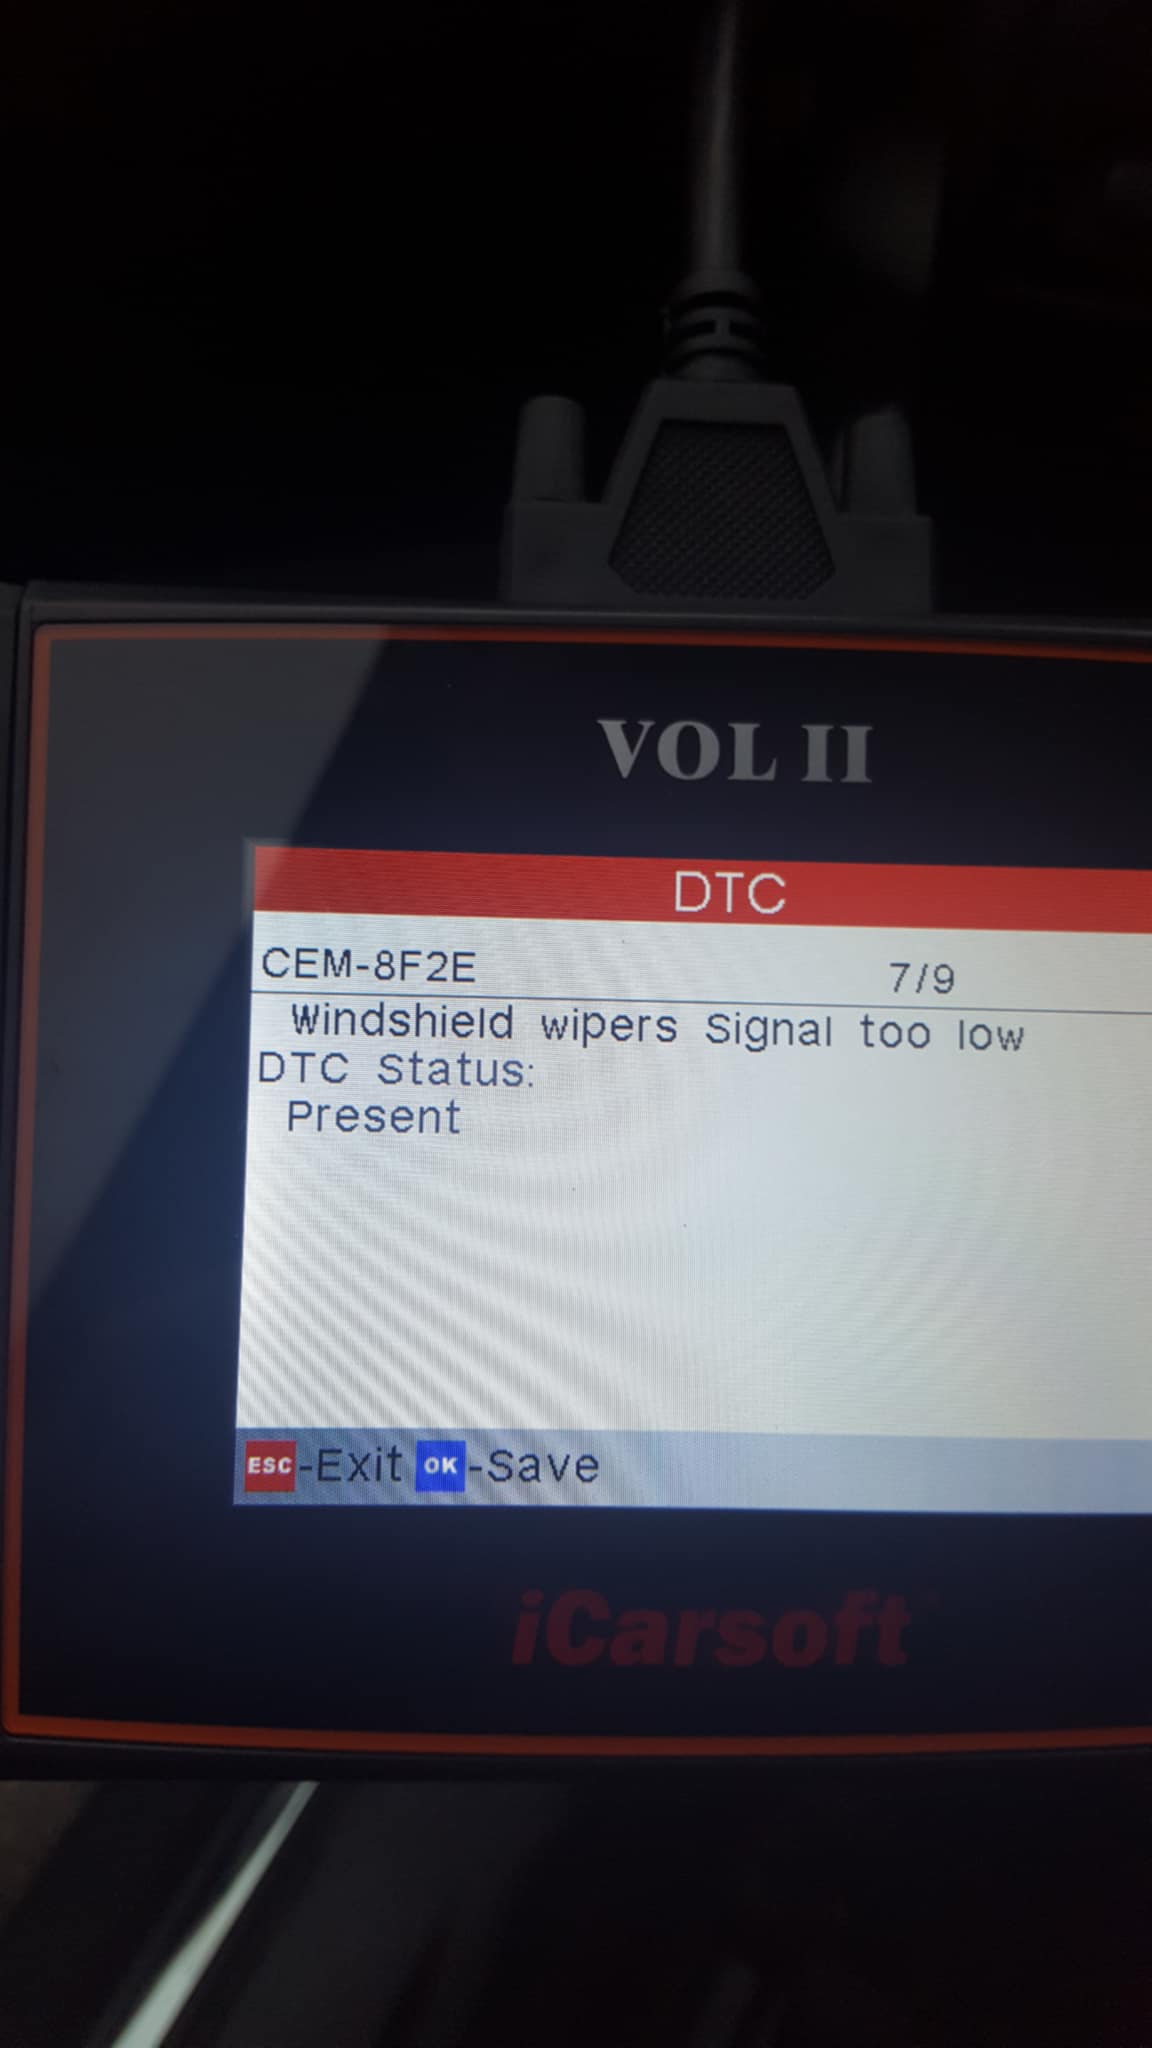 VOL II
DTC
CEM-8F2E 7/9
Windshield wipers Signal too low
DTC Status:
Present
ESC-Exit OK-Save
iCarsoft